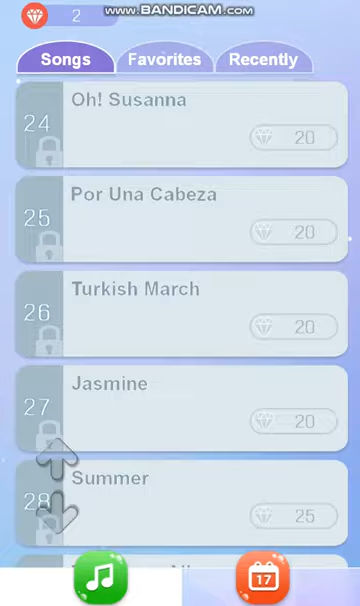 www.BANDICAM.com
2
Songs Favorites Recently
24 Oh! Susanna
20
25 Por Una Cabeza
20
26 Turkish March
20
27 Jasmine
20
28 Summer
25
17